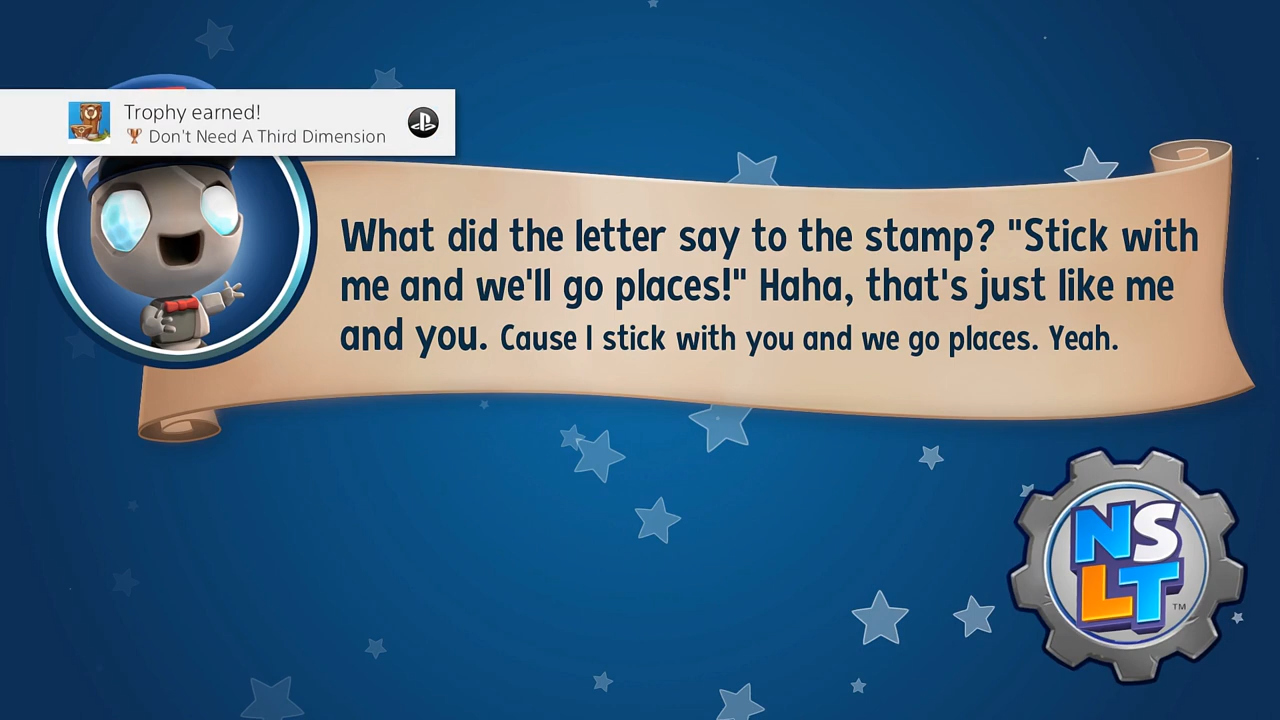 Trophy earned!
Don't Need A Third Dimension
What did the letter say to the stamp? "Stick with
me and we'll go places!" Haha, that's just like me
and you. Cause I stick with you and we go places. Yeah.
NS
LT
TM